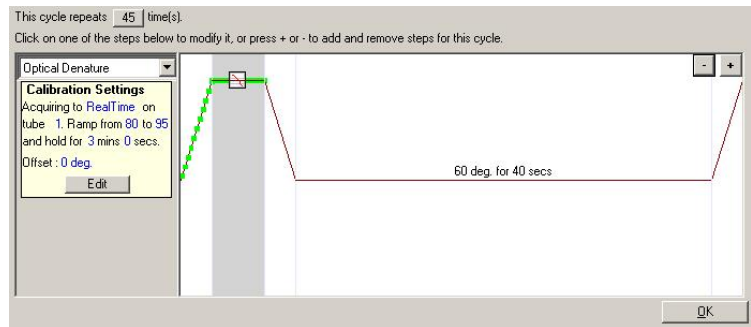 This cycle repeats 45 time(s).
Click on one of the steps below to modify it, or press + or - to add and remove steps for this cycle.
Optical Denature
Calibration Settings
Acquiring to RealTime on
tube 1. Ramp from 80 to 95
and hold for 3 mins 0 secs.
Offset : 0 deg.
Edit
- +
60 deg. for 40 secs
OK